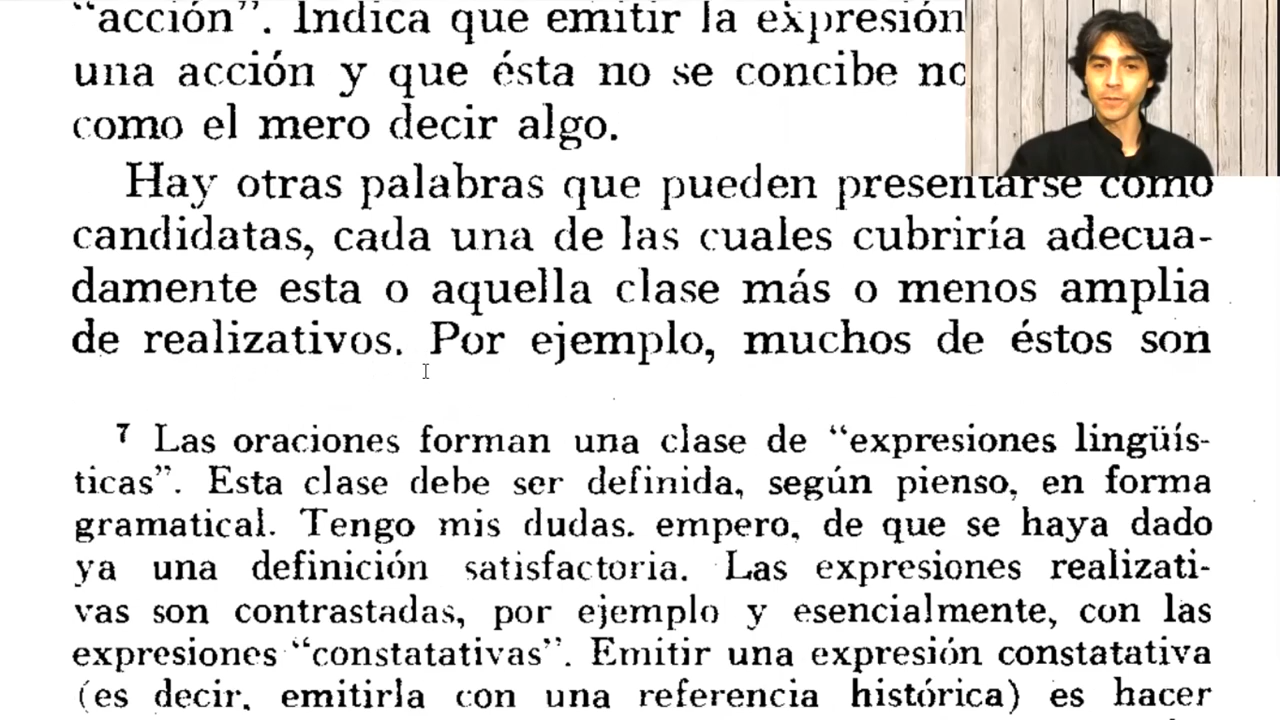 “acción”. Indica que emitir la expresión
una acción y que ésta no se concibe
como el mero decir algo.
Hay otras palabras que pueden presentarse como
candidatas, cada una de las cuales cubriría adecua-
damente esta o aquella clase más o menos amplia
de realizativos. Por ejemplo, muchos de éstos son
7 Las oraciones forman una clase de “expresiones lingüís-
ticas”. Esta clase debe ser definida, según pienso, en forma
gramatical. Tengo mis dudas. empero, de que se haya dado
ya una definición satisfactoria. Las expresiones realizati-
vas son contrastadas, por ejemplo y esencialmente, con las
expresiones “constatativas”. Emitir una expresión constatativa
(es decir, emitirla con una referencia histórica) es hacer